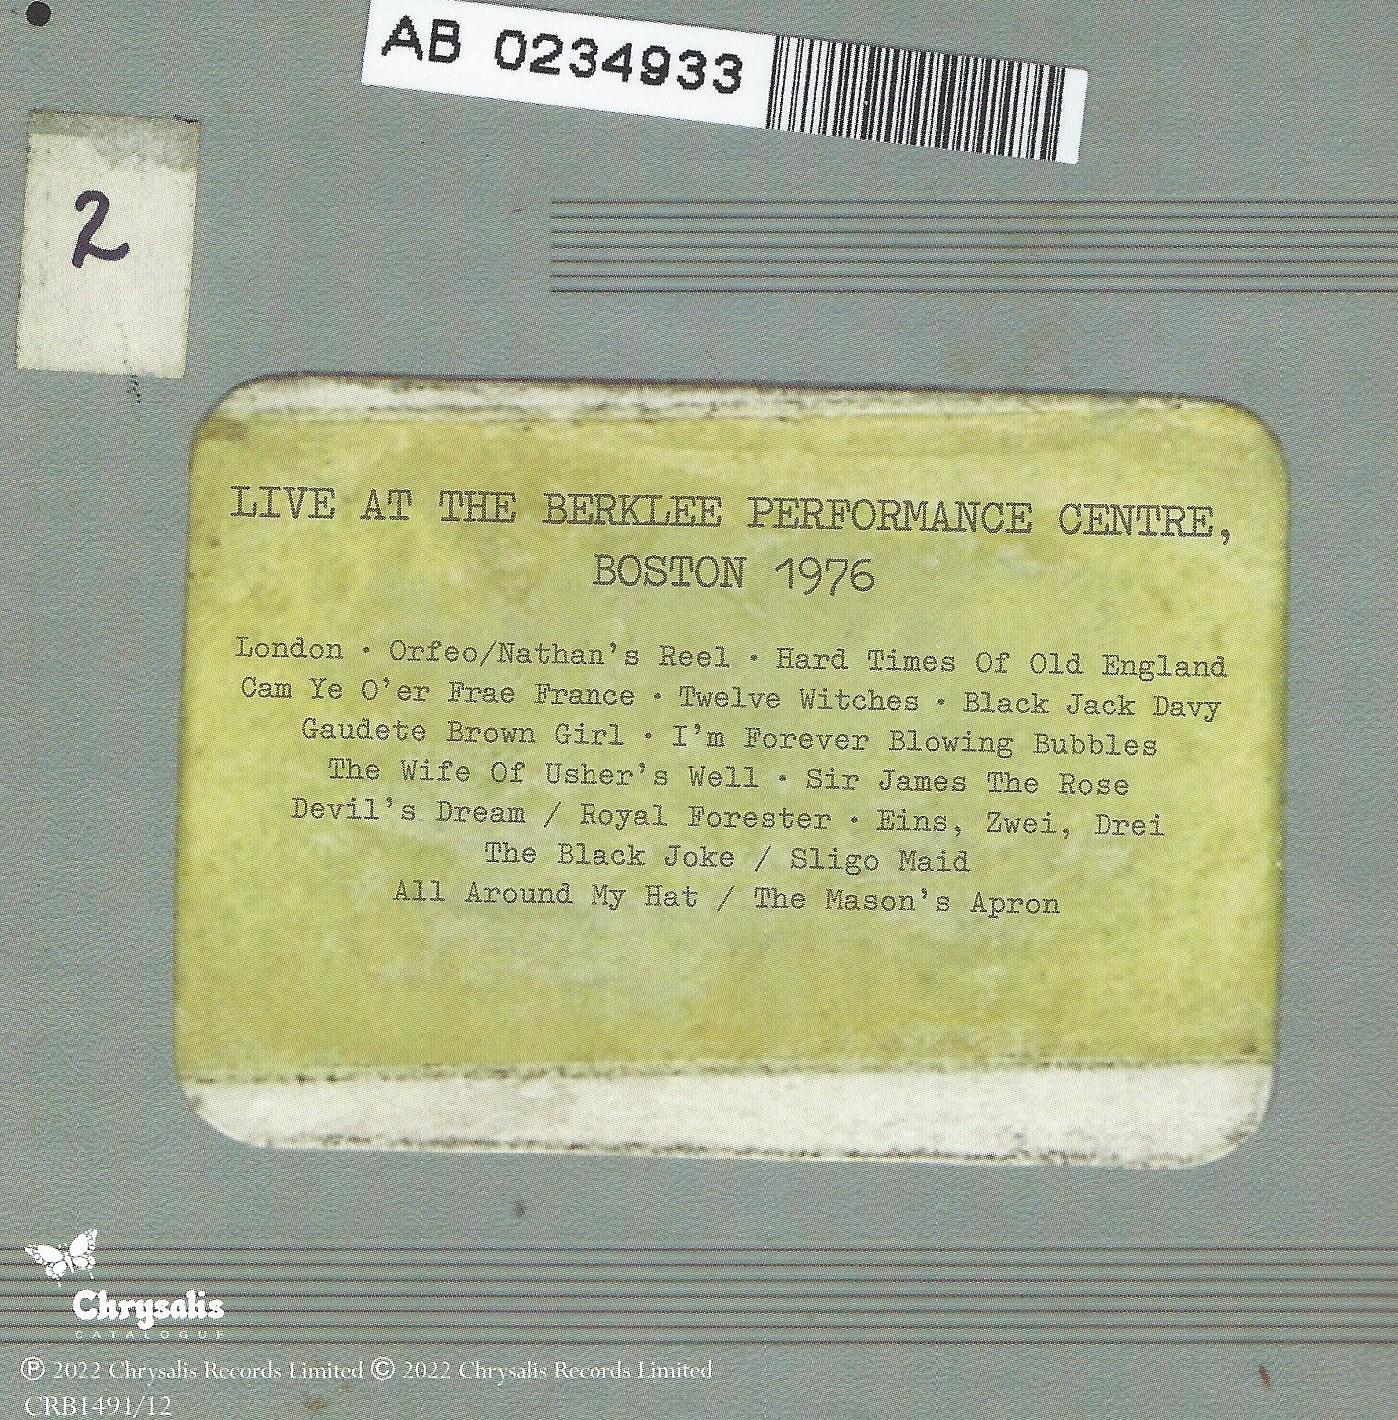 AB 0234933
2
LIVE AT THE BERKLEE PERFORMANCE CENTRE,
BOSTON 1976
London · Orfeo/Nathan's Reel · Hard Times Of Old England
Cam Ye O'er Frae France · Twelve Witches · Black Jack Davy
Gaudete Brown Girl · I'm Forever Blowing Bubbles
The Wife Of Usher's Well · Sir James The Rose
Devil's Dream / Royal Forester · Eins, Zwei, Drei
The Black Joke / Sligo Maid
All Around My Hat / The Mason's Apron
Chrysalis
CATALOGUE
℗ 2022 Chrysalis Records Limited © 2022 Chrysalis Records Limited
CRB1491/12